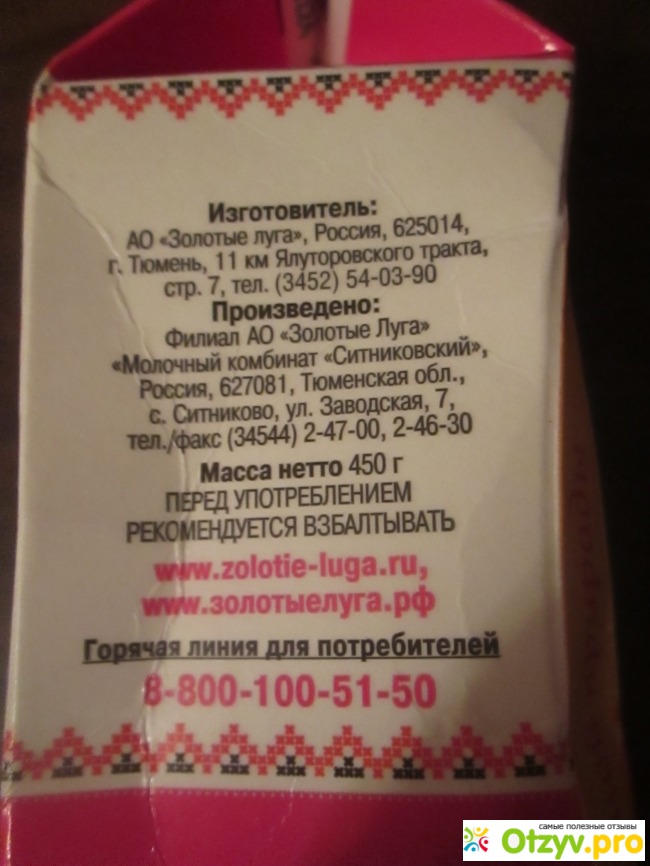 Изготовитель:
АО «Золотые луга», Россия, 625014,
г. Тюмень, 11 км Ялуторовского тракта,
стр. 7, тел. (3452) 54-03-90
Произведено:
Филиал АО «Золотые Луга»
«Молочный комбинат «Ситниковский»,
Россия, 627081, Тюменская обл.,
с. Ситниково, ул. Заводская, 7,
тел./факс (34544) 2-47-00, 2-46-30
Масса нетто 450 г
ПЕРЕД УПОТРЕБЛЕНИЕМ
РЕКОМЕНДУЕТСЯ ВЗБАЛТЫВАТЬ
www.zolotie-luga.ru,
www.золотыелуга.рф
Горячая линия для потребителей
8-800-100-51-50
самые полезные отзывы
Otzyv.pro